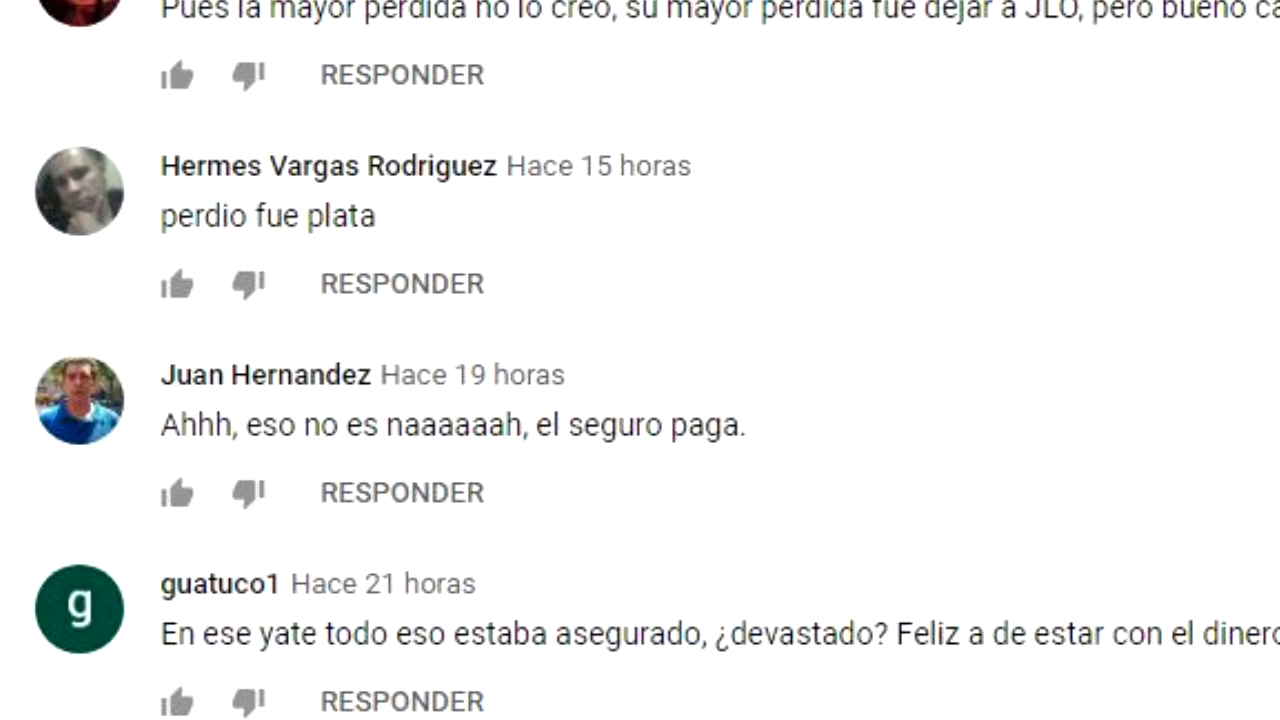 Pues la mayor perdida no lo creo, su mayor perdida fue dejar a JLO, pero bueno
RESPONDER
Hermes Vargas Rodriguez Hace 15 horas
perdio fue plata
RESPONDER
Juan Hernandez Hace 19 horas
Ahhh, eso no es naaaaaah, el seguro paga.
RESPONDER
g
guatuco1 Hace 21 horas
En ese yate todo eso estaba asegurado, ¿devastado? Feliz a de estar con el dinero
RESPONDER